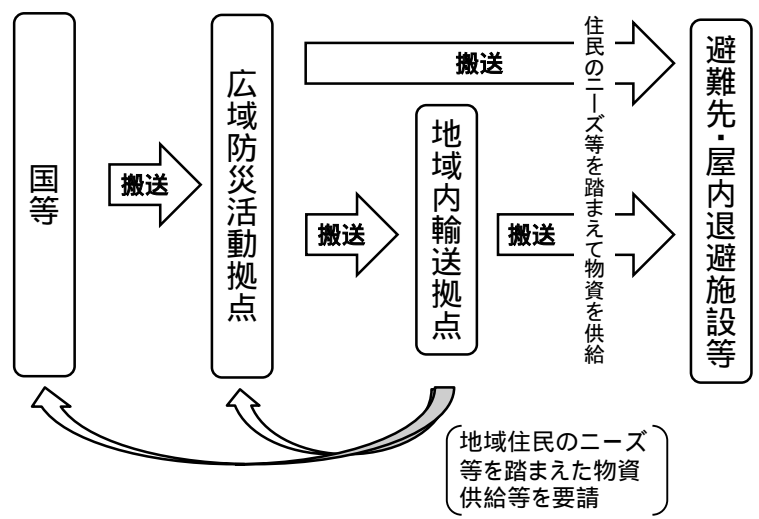 国等
搬送
広域防災活動拠点
搬送
搬送
地域内輸送拠点
搬送
住民のニーズ等を踏まえて物資を供給
避難先・屋内退避施設等
地域住民のニーズ
等を踏まえた物資
供給等を要請